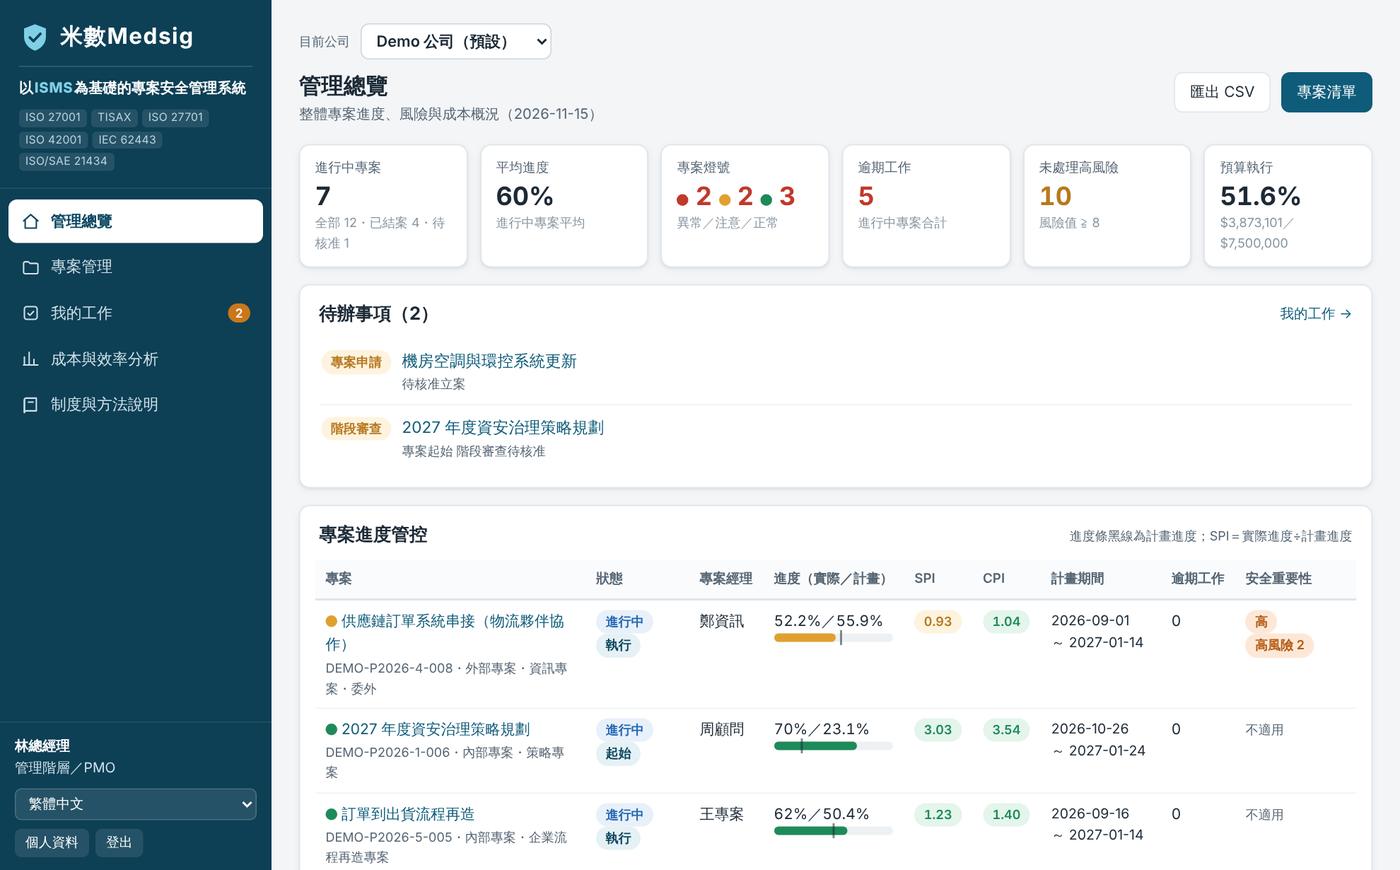 米數Medsig
以ISMS為基礎的專案安全管理系統
ISO 27001 TISAX ISO 27701
ISO 42001 IEC 62443
ISO/SAE 21434
管理總覽
專案管理
我的工作 2
成本與效率分析
制度與方法說明
林總經理
管理階層／PMO
繁體中文
個人資料 登出
目前公司 Demo 公司（預設）
管理總覽
整體專案進度、風險與成本概況（2026-11-15）
匯出 CSV 專案清單
進行中專案
7
全部 12・已結案 4・待
核准 1
平均進度
60%
進行中專案平均
專案燈號
2 2 3
異常／注意／正常
逾期工作
5
進行中專案合計
未處理高風險
10
風險值 ≧ 8
預算執行
51.6%
$3,873,101／
$7,500,000
待辦事項（2）
我的工作 →
專案申請 機房空調與環控系統更新
待核准立案
階段審查 2027 年度資安治理策略規劃
專案起始 階段審查待核准
專案進度管控
進度條黑線為計畫進度；SPI＝實際進度÷計畫進度
專案 狀態 專案經理 進度（實際／計畫） SPI CPI 計畫期間 逾期工作 安全重要性
供應鏈訂單系統串接（物流夥伴協 進行中 鄭資訊 52.2%／55.9% 0.93 1.04 2026-09-01 0 高
作） 執行 ～ 2027-01-14 高風險 2
DEMO-P2026-4-008・外部專案・資訊專
案・委外
2027 年度資安治理策略規劃 進行中 周顧問 70%／23.1% 3.03 3.54 2026-10-26 0 不適用
DEMO-P2026-1-006・內部專案・策略專 起始 ～ 2027-01-24
案
訂單到出貨流程再造 進行中 王專案 62%／50.4% 1.23 1.40 2026-09-16 0 不適用
DEMO-P2026-5-005・內部專案・企業流 執行 ～ 2027-01-14
程再造專案